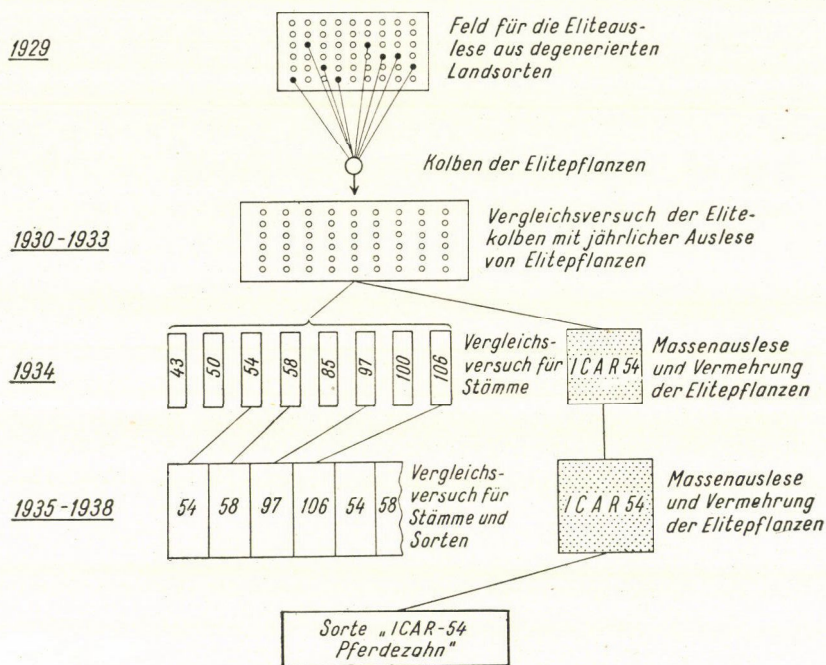 1929
Feld für die Eliteaus-
lese aus degenerierten
Landsorten
Kolben der Elitepflanzen
1930-1933
Vergleichsversuch der Elite-
kolben mit jährlicher Auslese
von Elitepflanzen
1934
43
50
54
58
85
97
100
106
Vergleichs-
versuch für
Stämme
ICAR 54
Massenauslese
und Vermehrung
der Elitepflanzen
1935-1938
54
58
97
106
54
58
Vergleichs-
versuch für
Stämme und
Sorten
ICAR 54
Massenauslese
und Vermehrung
der Elitepflanzen
Sorte „ICAR-54
Pferdezahn"